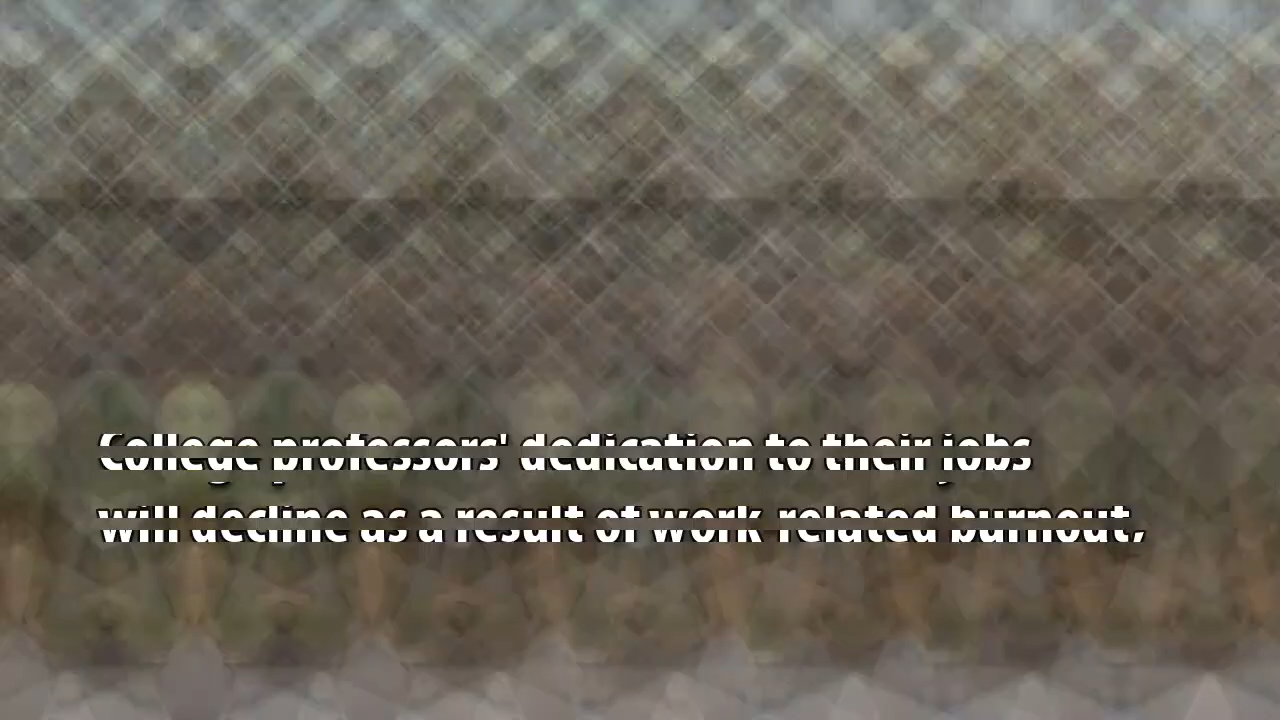 College professors' dedication to their jobs
will decline as a result of work-related burnout,